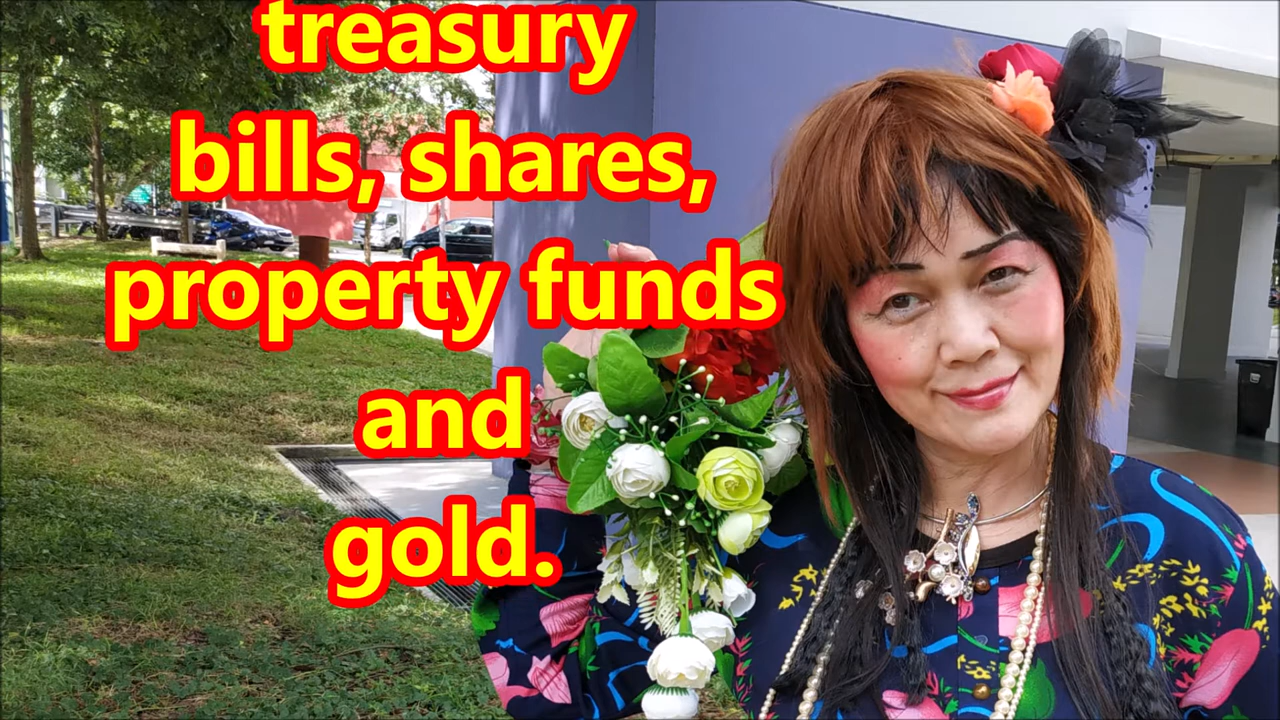 treasury
bills, shares,
property funds
and
gold.